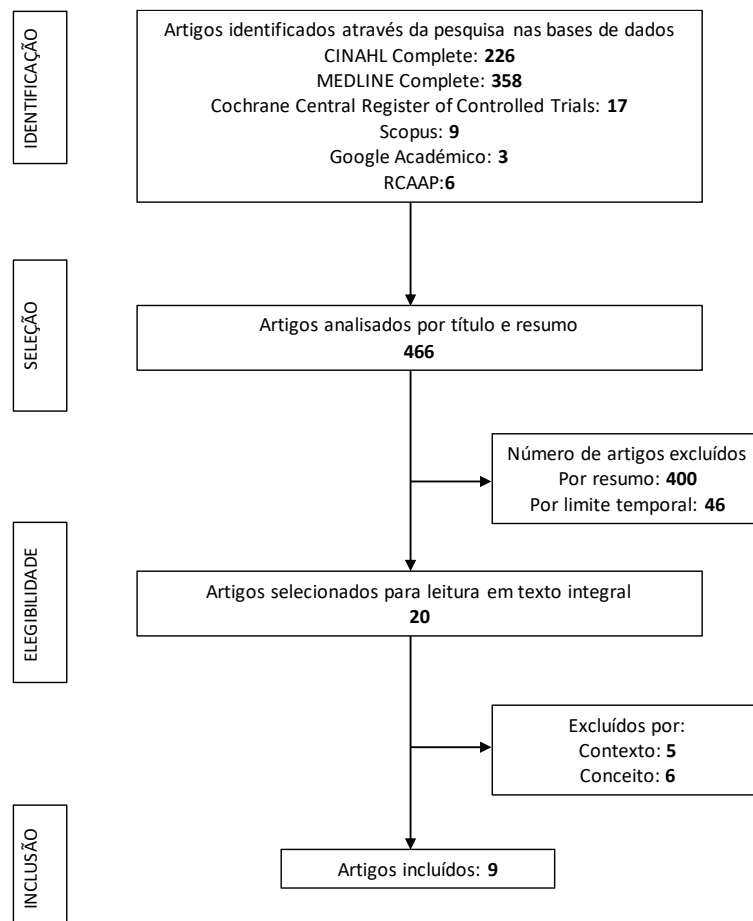 IDENTIFICAÇÃO
Artigos identificados através da pesquisa nas bases de dados
CINAHL Complete: 226
MEDLINE Complete: 358
Cochrane Central Register of Controlled Trials: 17
Scopus: 9
Google Académico: 3
RCAAP:6
SELEÇÃO
Artigos analisados por título e resumo
466
Número de artigos excluídos
Por resumo: 400
Por limite temporal: 46
ELEGIBILIDADE
Artigos selecionados para leitura em texto integral
20
Excluídos por:
Contexto: 5
Conceito: 6
INCLUSÃO
Artigos incluídos: 9